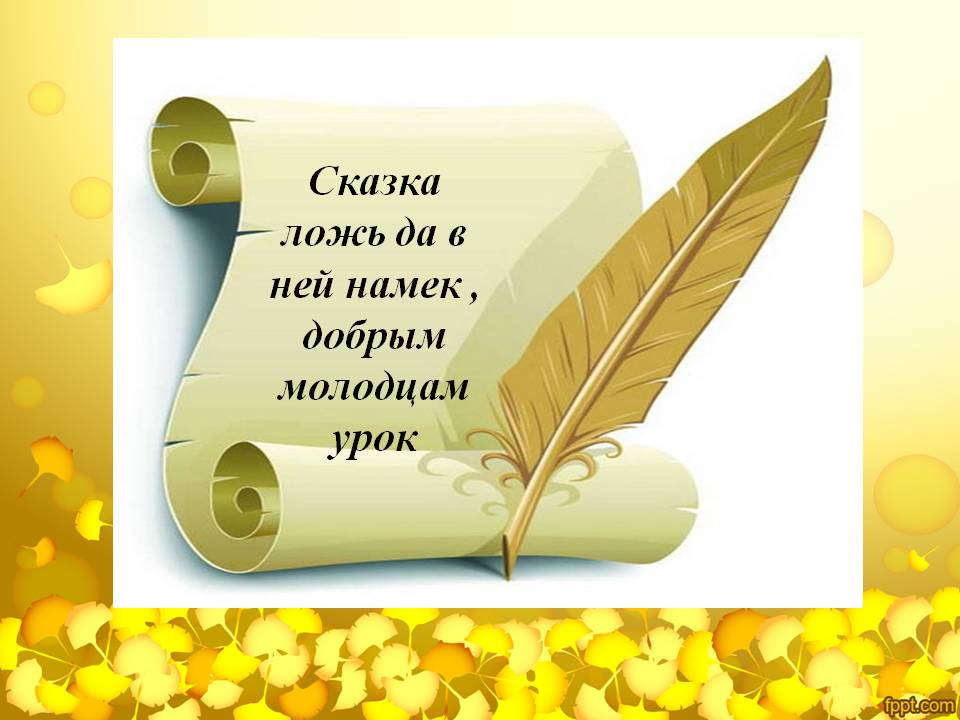 Сказка
ложь да в
ней намек ,
добрым
молодцам
урок
fppt.com